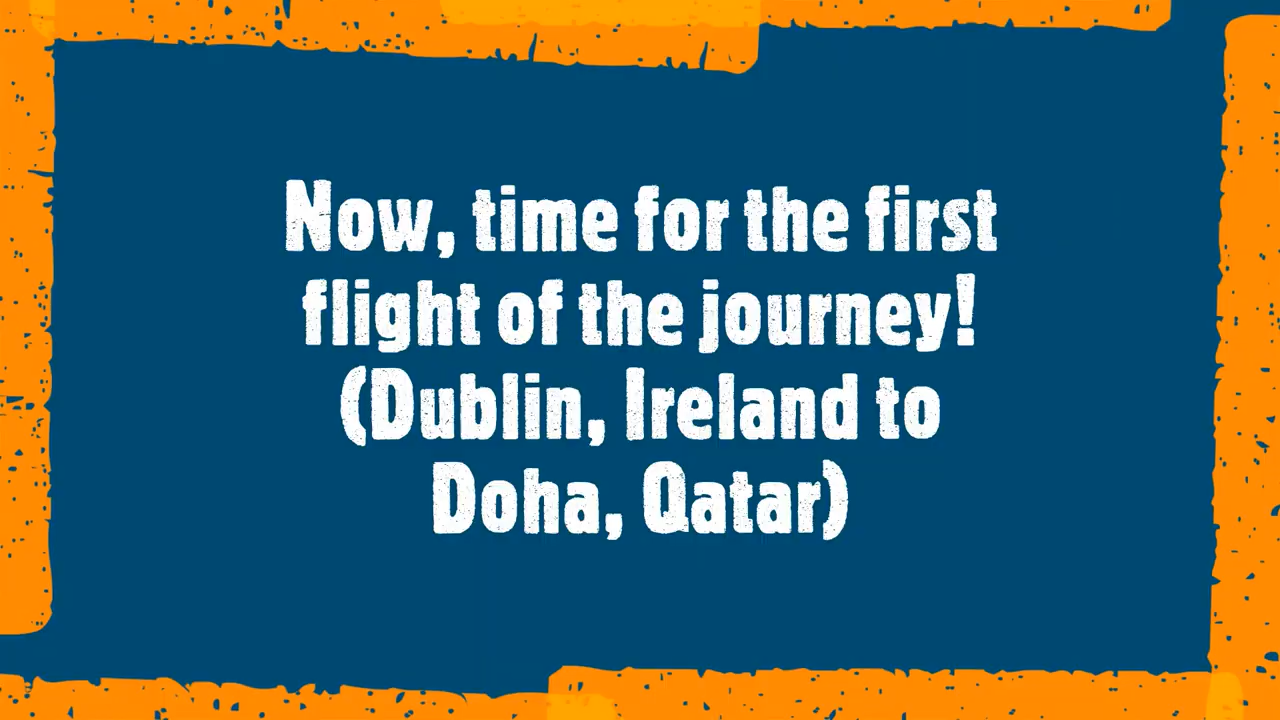 Now, time for the first
flight of the journey!
(Dublin, Ireland to
Doha, Qatar)